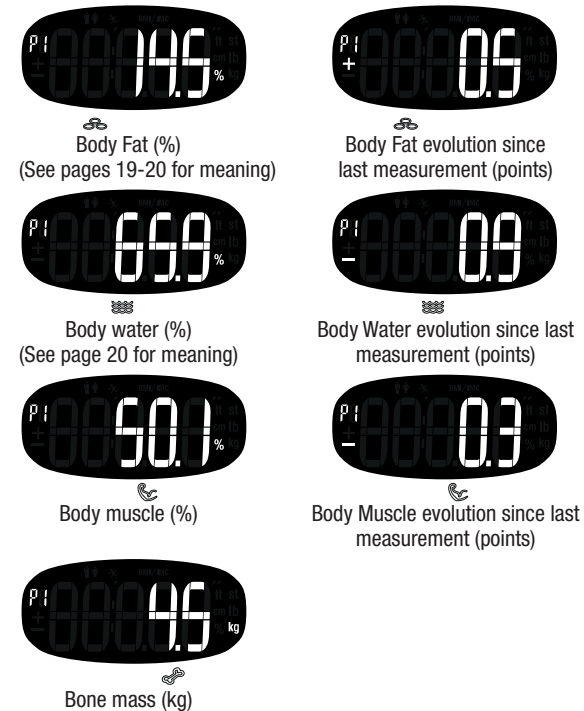 P1 14.5 %
P1 + 0.5
Body Fat (%)
(See pages 19-20 for meaning)
Body Fat evolution since
last measurement (points)
P1 65.9 %
P1 – 0.9
Body water (%)
(See page 20 for meaning)
Body Water evolution since last
measurement (points)
P1 50.1 %
P1 – 0.3
Body muscle (%)
Body Muscle evolution since last
measurement (points)
P1 4.5 kg
Bone mass (kg)